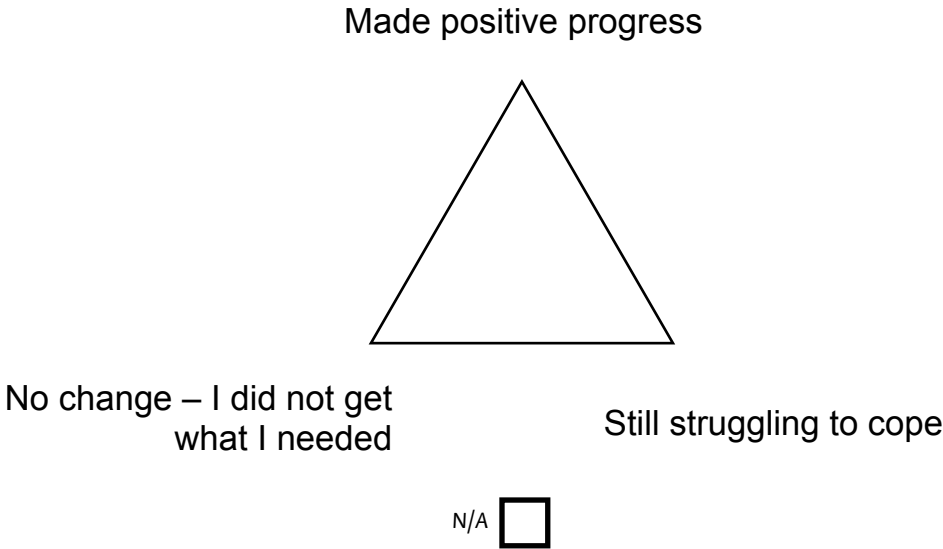 Made positive progress
No change – I did not get
what I needed
Still struggling to cope
N/A